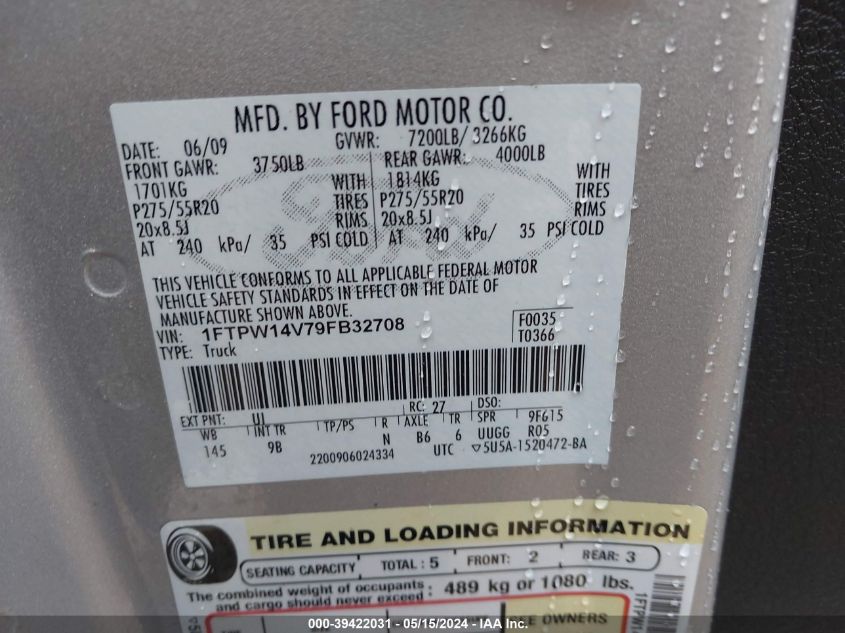 MFD. BY FORD MOTOR CO.
DATE: 06/09 GVWR: 7200LB/ 3266KG
FRONT GAWR: 3750LB REAR GAWR: 4000LB
1701KG WITH 1814KG WITH
P275/55R20 TIRES P275/55R20 TIRES
20x8.5J RIMS 20x8.5J RIMS
AT 240 kPa/ 35 PSI COLD AT 240 kPa/ 35 PSI COLD
Ford
THIS VEHICLE CONFORMS TO ALL APPLICABLE FEDERAL MOTOR
VEHICLE SAFETY STANDARDS IN EFFECT ON THE DATE OF
MANUFACTURE SHOWN ABOVE.
VIN: 1FTPW14V79FB32708 F0035
TYPE: Truck T0366
EXT PNT: UJ RC: 27 DSO:
WB INT TR TP/PS R AXLE TR SPR 9F615
145 9B N B6 6 UUGG R05
2200906024334 UTC ▽5U5A-1520472-BA
TIRE AND LOADING INFORMATION
SEATING CAPACITY TOTAL : 5 FRONT: 2 REAR: 3
The combined weight of occupants and cargo should never exceed : 489 kg or 1080 lbs.
OWNERS
1FTPW1
000-39422031 - 05/15/2024 - IAA Inc.